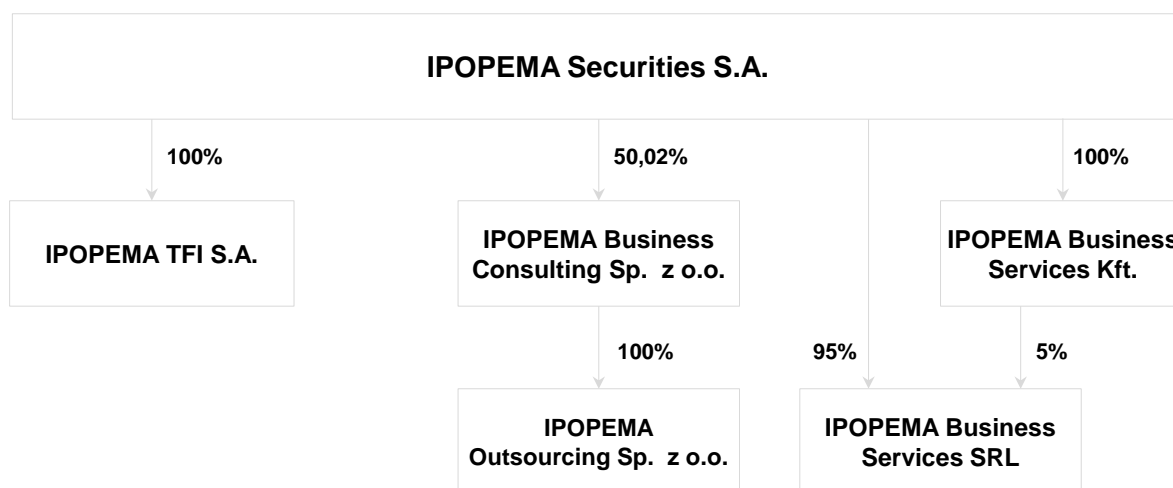 IPOPEMA Securities S.A.
100%
50,02%
100%
IPOPEMA TFI S.A.
IPOPEMA Business
Consulting Sp. z o.o.
IPOPEMA Business
Services Kft.
100%
95%
5%
IPOPEMA
Outsourcing Sp. z o.o.
IPOPEMA Business
Services SRL